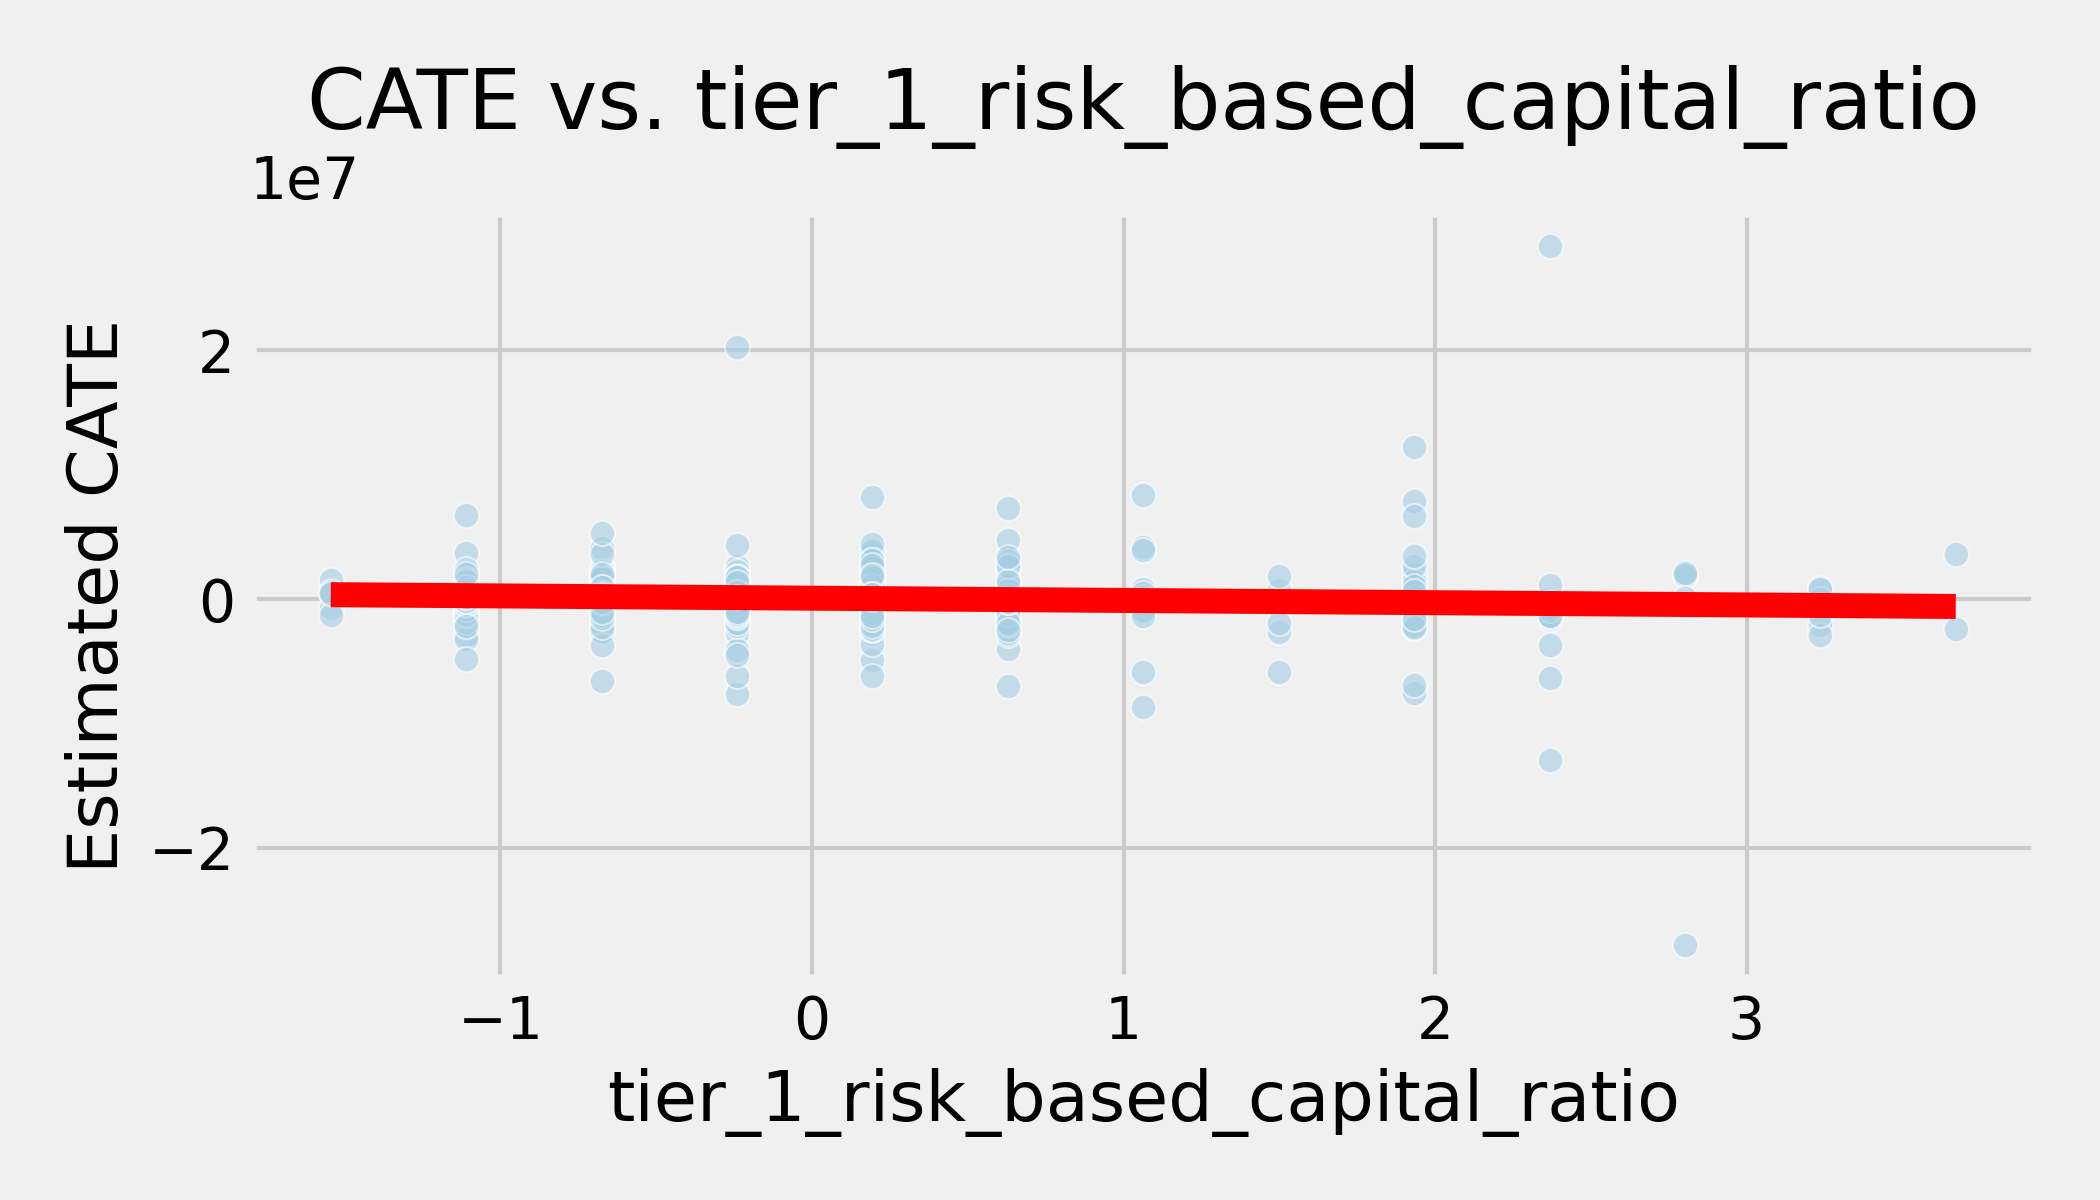 CATE vs. tier_1_risk_based_capital_ratio
1e7
2
0
−2
Estimated CATE
−1
0
1
2
3
tier_1_risk_based_capital_ratio